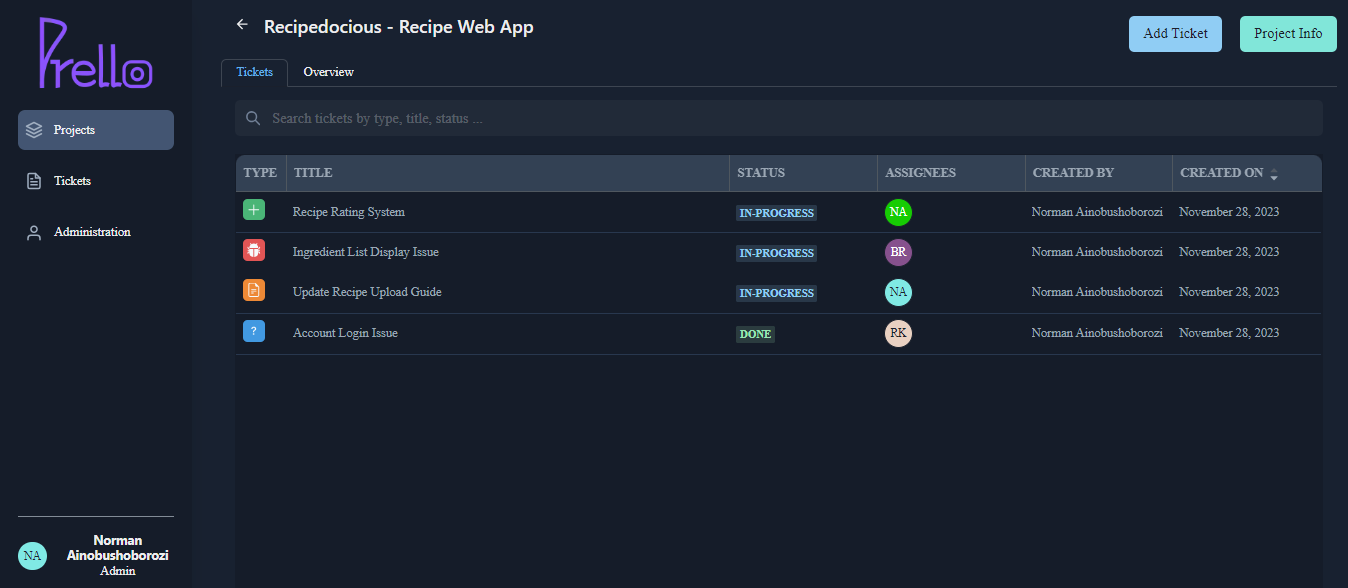 Prello
Projects
Tickets
Administration
NA
Norman
Ainobushoborozi
Admin
Recipedocious - Recipe Web App
Add Ticket
Project Info
Tickets Overview
Search tickets by type, title, status ...
TYPE TITLE STATUS ASSIGNEES CREATED BY CREATED ON
+ Recipe Rating System IN-PROGRESS NA Norman Ainobushoborozi November 28, 2023
Ingredient List Display Issue IN-PROGRESS BR Norman Ainobushoborozi November 28, 2023
Update Recipe Upload Guide IN-PROGRESS NA Norman Ainobushoborozi November 28, 2023
? Account Login Issue DONE RK Norman Ainobushoborozi November 28, 2023